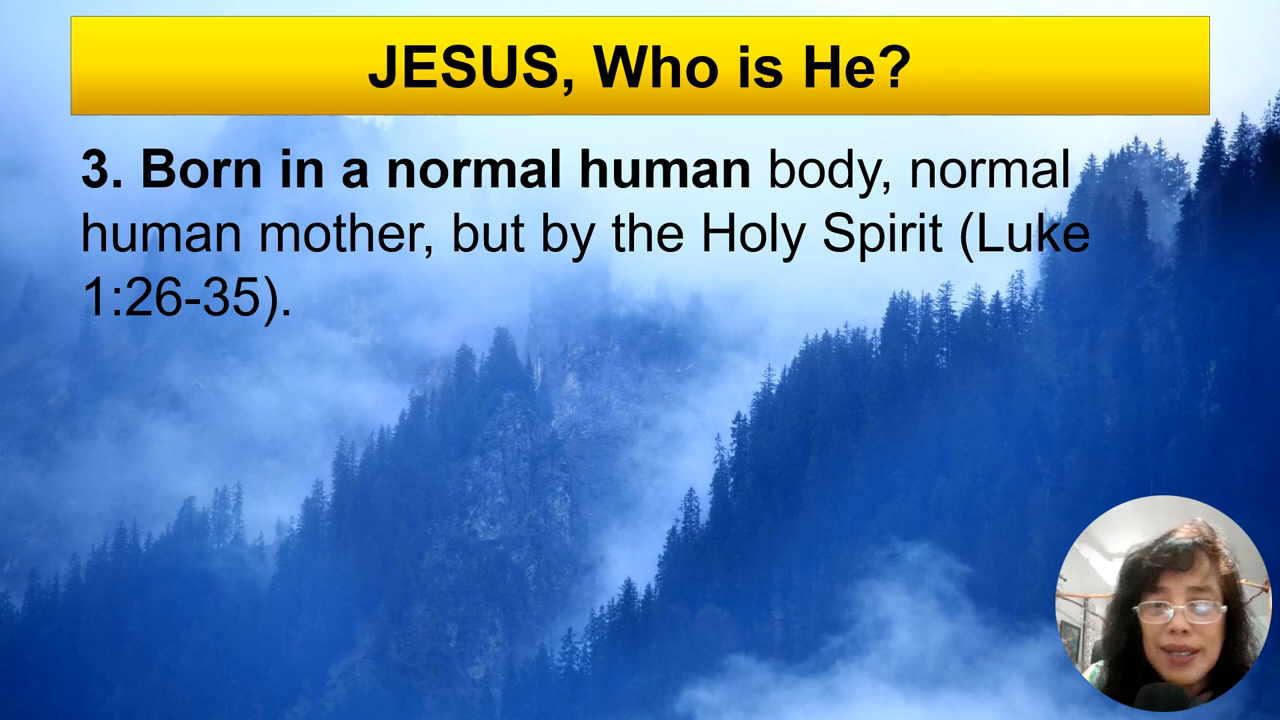 JESUS, Who is He?
3. Born in a normal human body, normal
human mother, but by the Holy Spirit (Luke
1:26-35).